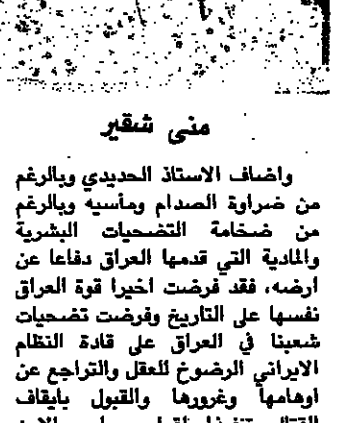 منى شقير
واضاف الاستاذ الحديدي وبالرغم
من ضراوة الصدام ومأسيه وبالرغم
من ضخامة التضحيات البشرية
والمادية التي قدمها العراق دفاعا عن
ارضه، فقد فرضت اخيرا قوة العراق
نفسها على التاريخ وفرضت تضحيات
شعبنا في العراق على قادة النظام
الايراني الرضوخ للعقل والتراجع عن
اوهامها وغرورها والقبول بايقاف